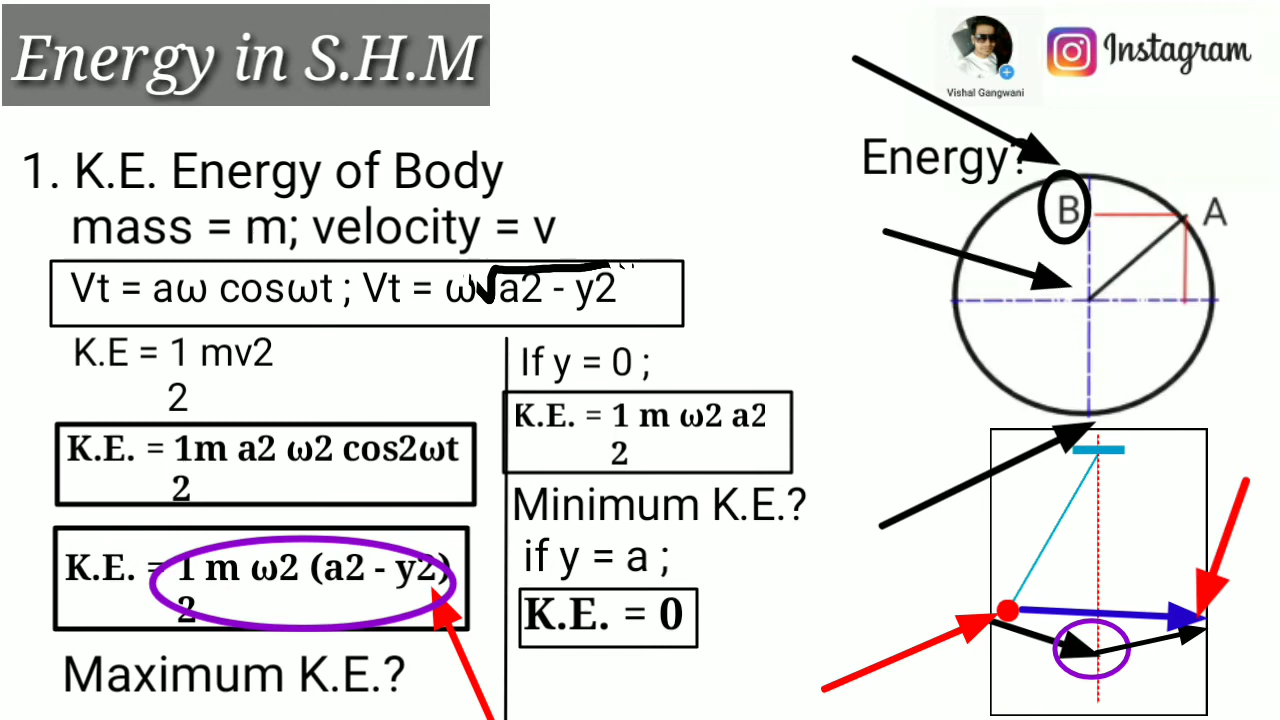 Energy in S.H.M
Vishal Gangwani
Instagram
1. K.E. Energy of Body
mass = m; velocity = v
Vt = aω cosωt ; Vt = ω√a2 - y2
K.E = 1 mv2
2
K.E. = 1m a2 ω2 cos2ωt
2
K.E. = 1 m ω2 (a2 - y2)
2
Maximum K.E.?
If y = 0 ;
K.E. = 1 m ω2 a2
2
Minimum K.E.?
if y = a ;
K.E. = 0
Energy?
B
A